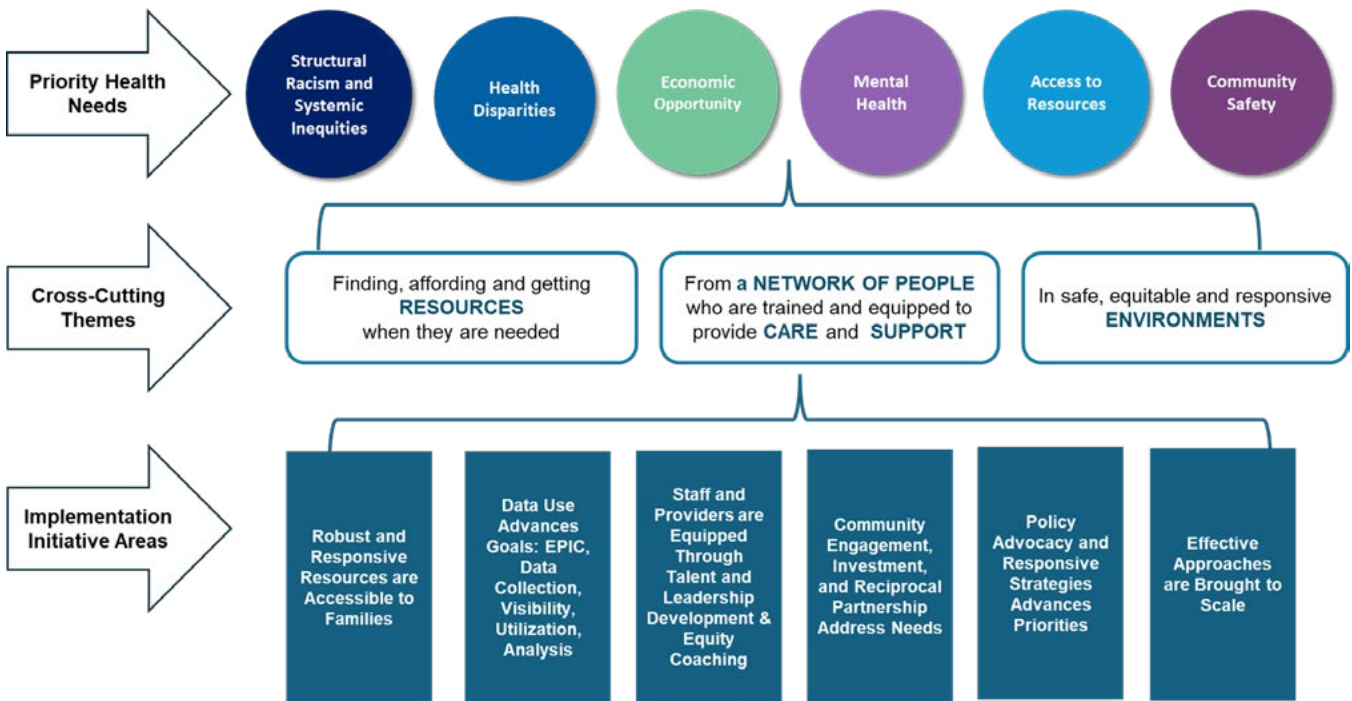 Priority Health
Needs
Structural
Racism and
Systemic
Inequities
Health
Disparities
Economic
Opportunity
Mental
Health
Access to
Resources
Community
Safety
Cross-Cutting
Themes
Finding, affording and getting
RESOURCES
when they are needed
From a NETWORK OF PEOPLE
who are trained and equipped to
provide CARE and SUPPORT
In safe, equitable and responsive
ENVIRONMENTS
Implementation
Initiative Areas
Robust and
Responsive
Resources are
Accessible to
Families
Data Use
Advances
Goals: EPIC,
Data
Collection,
Visibility,
Utilization,
Analysis
Staff and
Providers are
Equipped
Through
Talent and
Leadership
Development &
Equity
Coaching
Community
Engagement,
Investment,
and Reciprocal
Partnership
Address Needs
Policy
Advocacy and
Responsive
Strategies
Advances
Priorities
Effective
Approaches
are Brought to
Scale